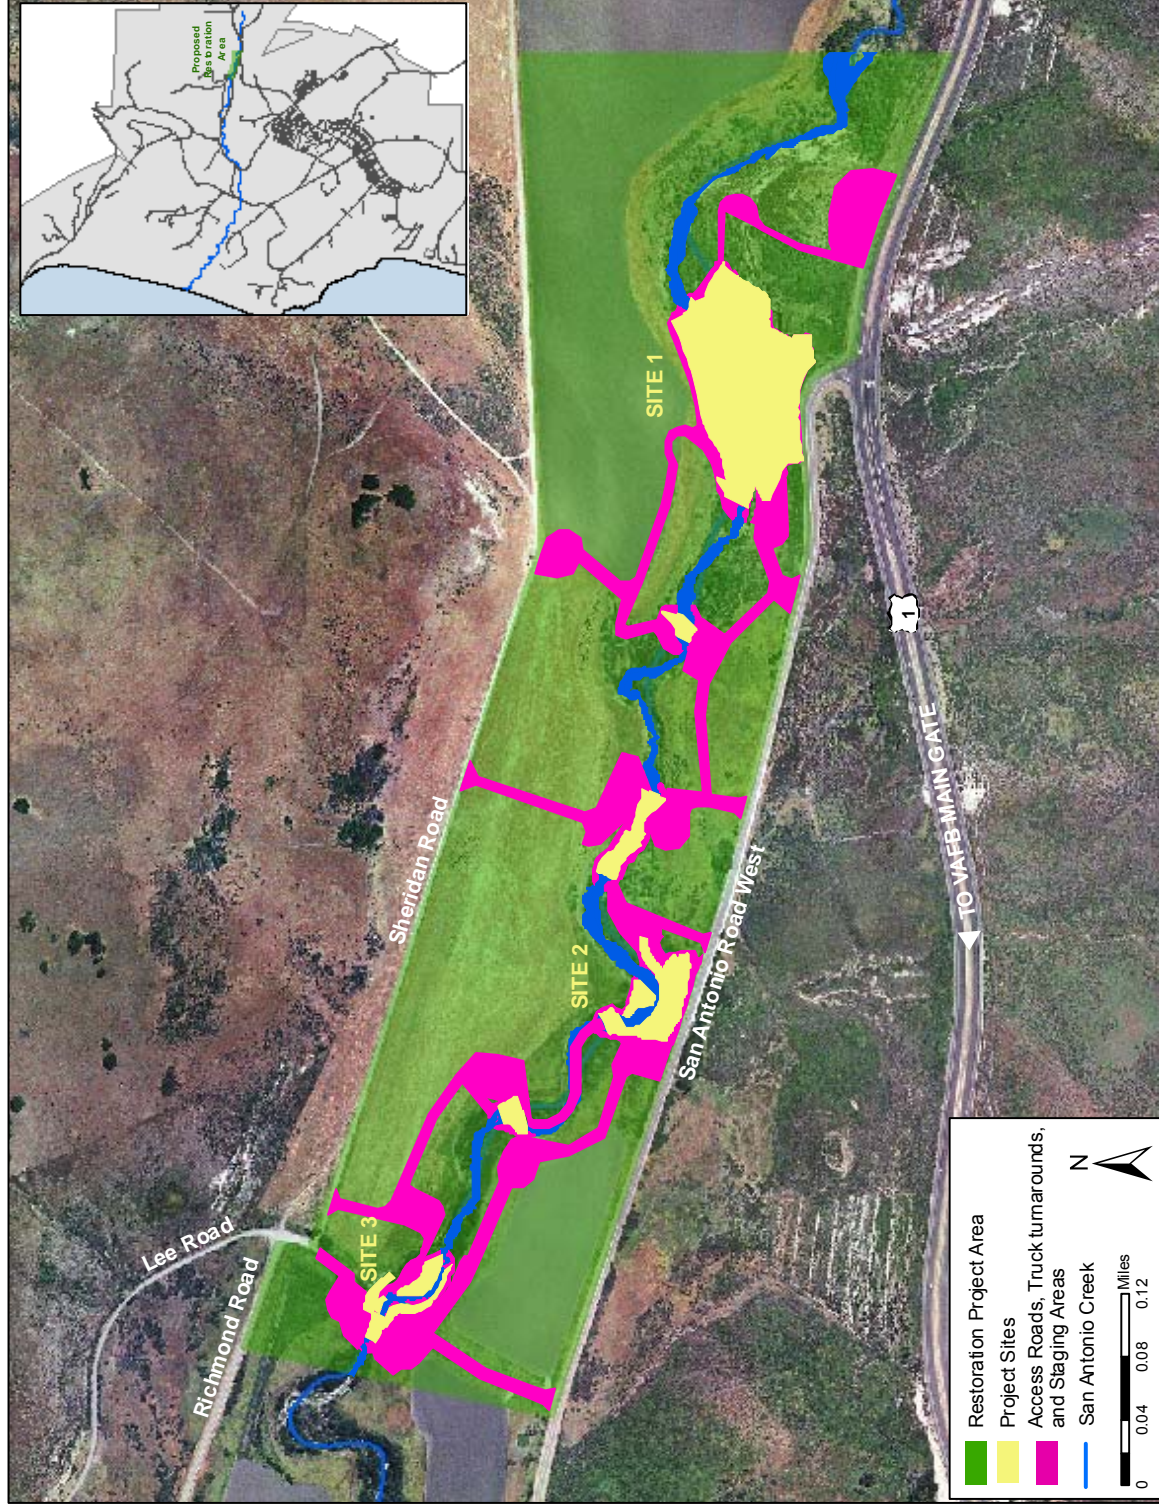 Proposed
Restoration
Area
SITE 1
SITE 2
SITE 3
Sheridan Road
San Antonio Road West
Lee Road
Richmond Road
1
TO VAFB MAIN GATE
Restoration Project Area
Project Sites
Access Roads, Truck turnarounds,
and Staging Areas
San Antonio Creek
N
Miles
0 0.04 0.08 0.12